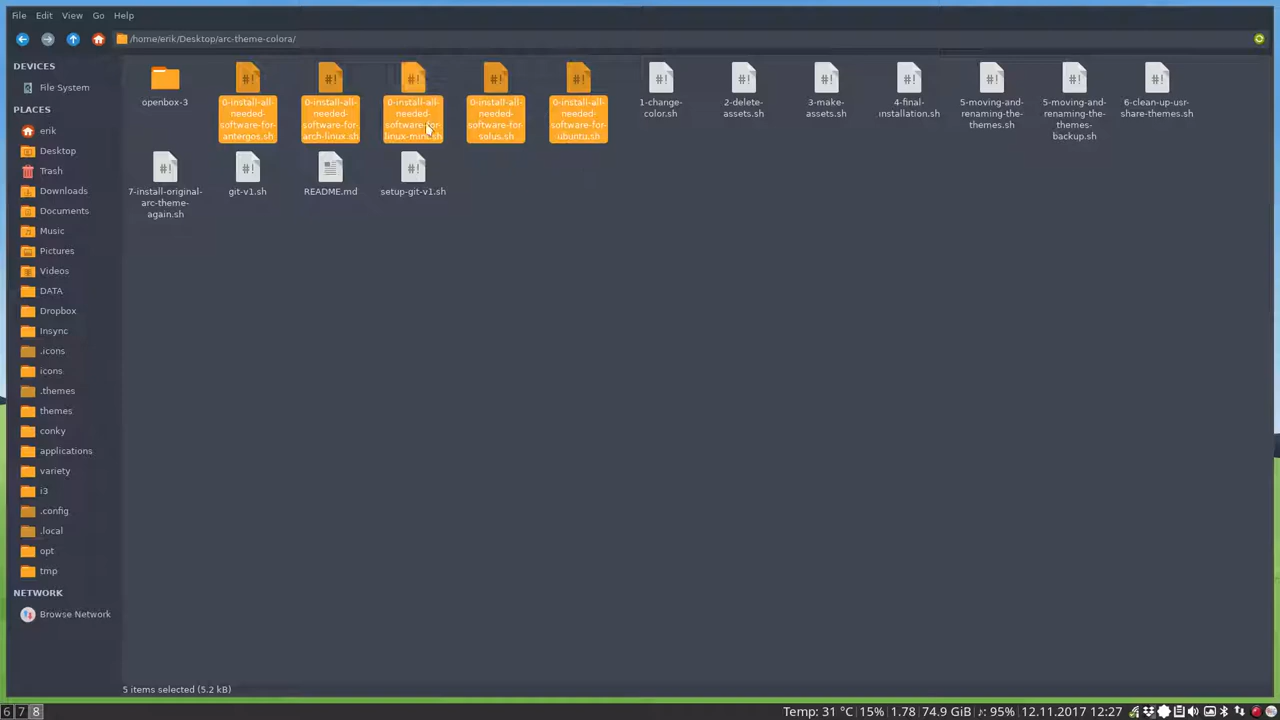 File Edit View Go Help
/home/erik/Desktop/arc-theme-colora/
DEVICES
File System
PLACES
erik
Desktop
Trash
Downloads
Documents
Music
Pictures
Videos
DATA
Dropbox
Insync
.icons
icons
.themes
themes
conky
applications
variety
i3
.config
.local
opt
tmp
NETWORK
Browse Network
openbox-3
0-install-all-
needed-
software-for-
antergos.sh
0-install-all-
needed-
software-for-
arch-linux.sh
0-install-all-
needed-
software-for-
linux-mint.sh
0-install-all-
needed-
software-for-
solus.sh
0-install-all-
needed-
software-for-
ubuntu.sh
1-change-
color.sh
2-delete-
assets.sh
3-make-
assets.sh
4-final-
installation.sh
5-moving-and-
renaming-the-
themes.sh
5-moving-and-
renaming-the-
themes-
backup.sh
6-clean-up-usr-
share-themes.sh
7-install-original-
arc-theme-
again.sh
git-v1.sh
README.md
setup-git-v1.sh
5 items selected (5.2 kB)
6 7 8
Temp: 31 °C 15% 1.78 74.9 GiB ♪: 95% 12.11.2017 12:27